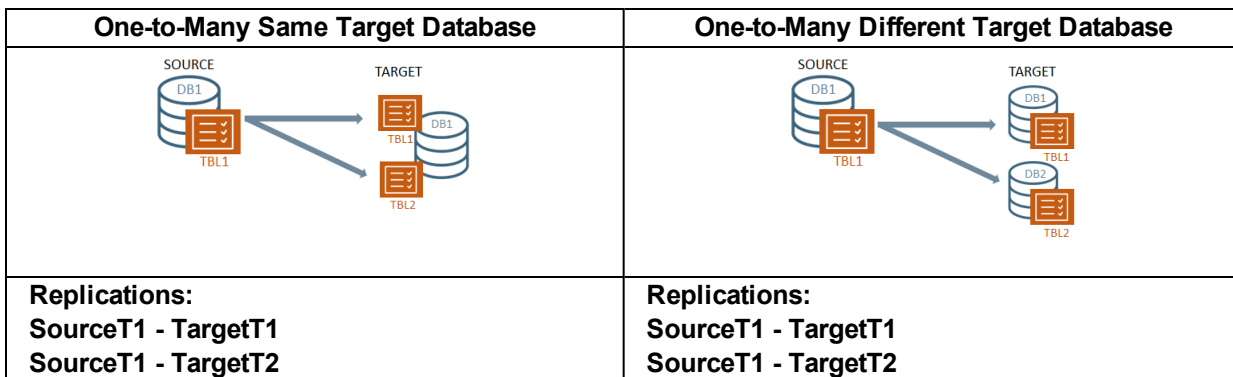 One-to-Many Same Target Database
SOURCE
TARGET
DB1
TBL1
TBL1
DB1
TBL2
Replications:
SourceT1 - TargetT1
SourceT1 - TargetT2
One-to-Many Different Target Database
SOURCE
TARGET
DB1
TBL1
DB1
TBL1
DB2
TBL2
Replications:
SourceT1 - TargetT1
SourceT1 - TargetT2